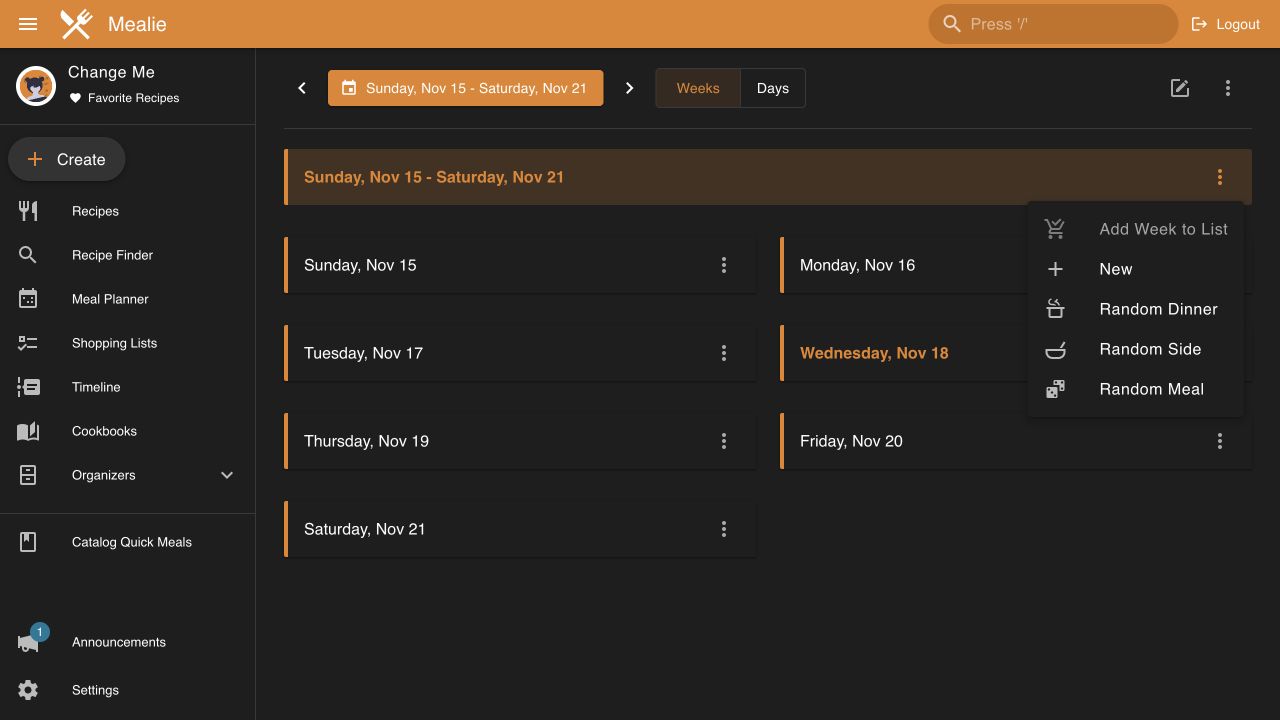 Mealie
Press '/'
Logout
Change Me
Favorite Recipes
Create
Recipes
Recipe Finder
Meal Planner
Shopping Lists
Timeline
Cookbooks
Organizers
Catalog Quick Meals
1
Announcements
Settings
Sunday, Nov 15 - Saturday, Nov 21
Weeks
Days
Sunday, Nov 15 - Saturday, Nov 21
Add Week to List
New
Random Dinner
Random Side
Random Meal
Sunday, Nov 15
Monday, Nov 16
Tuesday, Nov 17
Wednesday, Nov 18
Thursday, Nov 19
Friday, Nov 20
Saturday, Nov 21